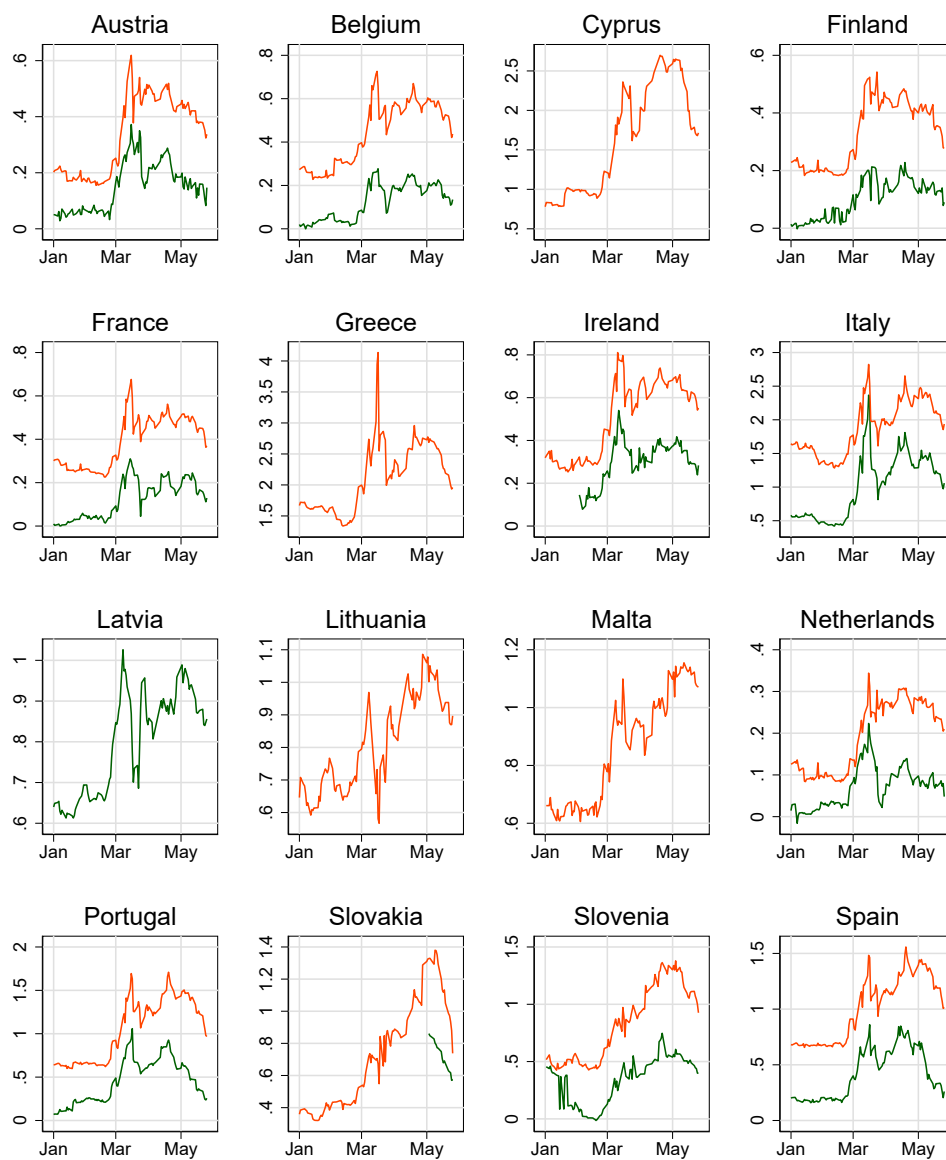 Austria
Belgium
Cyprus
Finland
0 .2 .4 .6
0 .2 .4 .6 .8
.5 1 1.5 2 2.5
0 .2 .4 .6
Jan Mar May
Jan Mar May
Jan Mar May
Jan Mar May
France
Greece
Ireland
Italy
0 .2 .4 .6 .8
1.5 2 2.5 3 3.5 4
0 .2 .4 .6 .8
.5 1 1.5 2 2.5 3
Jan Mar May
Jan Mar May
Jan Mar May
Jan Mar May
Latvia
Lithuania
Malta
Netherlands
.6 .7 .8 .9 1
.6 .7 .8 .9 1 1.1
.6 .8 1 1.2
0 .1 .2 .3 .4
Jan Mar May
Jan Mar May
Jan Mar May
Jan Mar May
Portugal
Slovakia
Slovenia
Spain
0 .5 1 1.5 2
.4 .6 .8 1 1.2 1.4
0 .5 1 1.5
0 .5 1 1.5
Jan Mar May
Jan Mar May
Jan Mar May
Jan Mar May